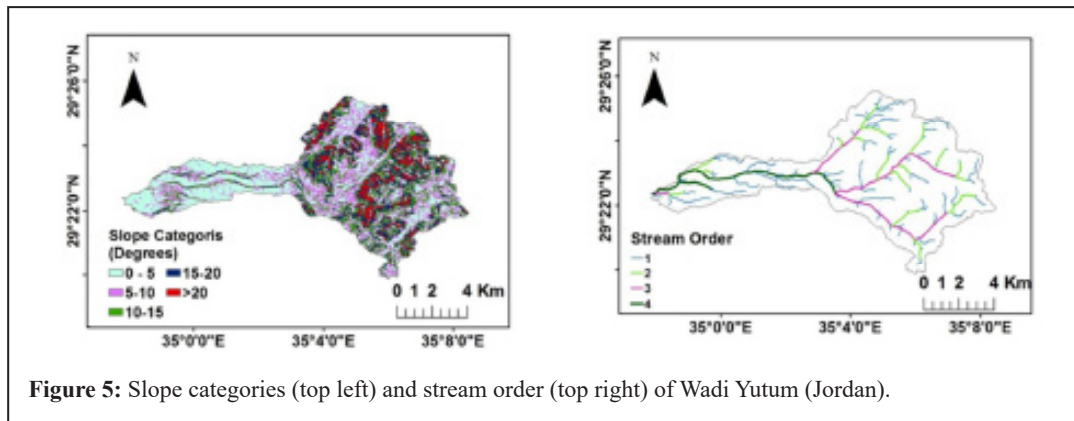 N
29°26'0"N
29°22'0"N
Slope Categoris
(Degrees)
0 - 5
15-20
5-10
>20
10-15
0 1 2 4 Km
35°0'0"E
35°4'0"E
35°8'0"E
N
29°26'0"N
29°22'0"N
Stream Order
1
2
3
4
0 1 2 4 Km
35°0'0"E
35°4'0"E
35°8'0"E
Figure 5: Slope categories (top left) and stream order (top right) of Wadi Yutum (Jordan).